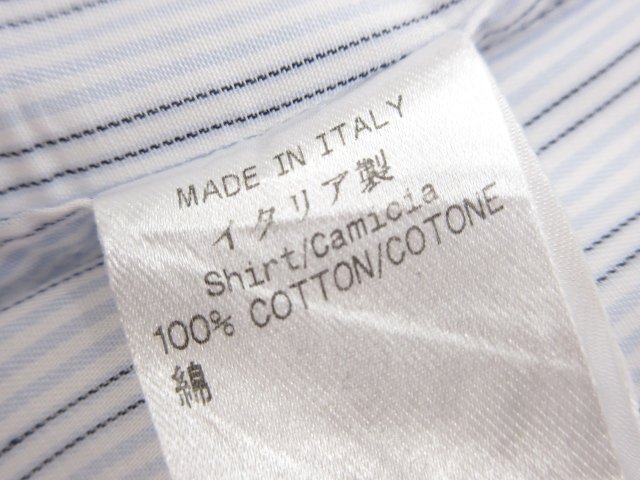 MADE IN ITALY
イタリア製
Shirt/Camicia
100% COTTON/COTONE
綿